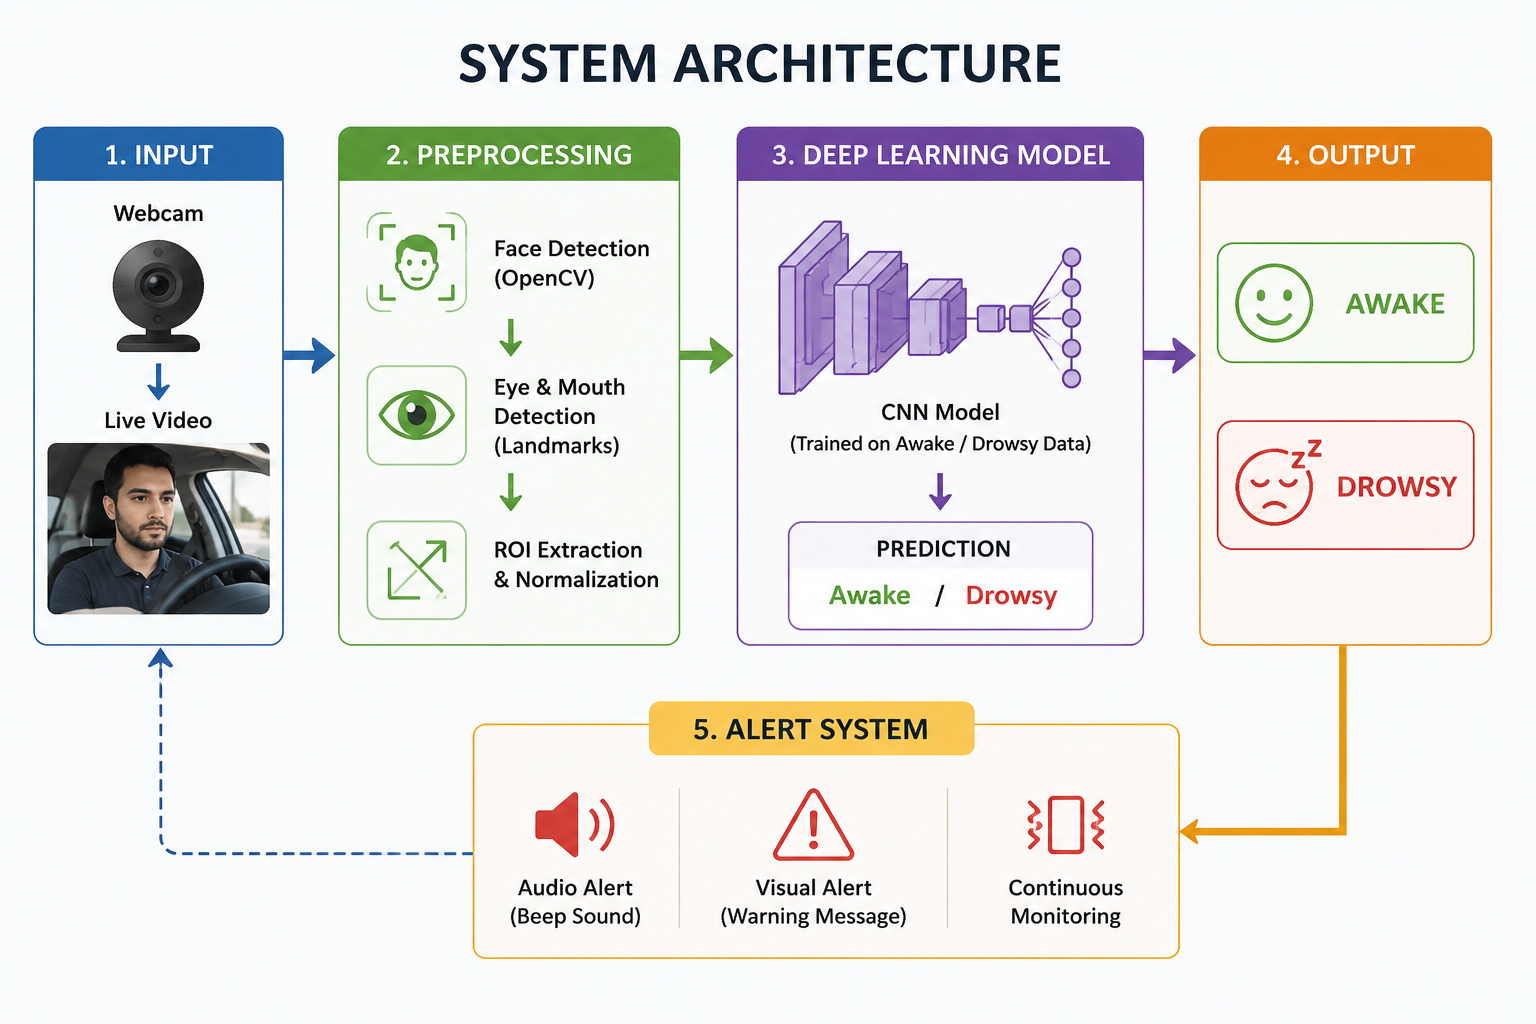 SYSTEM ARCHITECTURE
1. INPUT
Webcam
Live Video
2. PREPROCESSING
Face Detection
(OpenCV)
Eye & Mouth
Detection
(Landmarks)
ROI Extraction
& Normalization
3. DEEP LEARNING MODEL
CNN Model
(Trained on Awake / Drowsy Data)
PREDICTION
Awake / Drowsy
4. OUTPUT
AWAKE
zZ
DROWSY
5. ALERT SYSTEM
Audio Alert
(Beep Sound)
Visual Alert
(Warning Message)
Continuous
Monitoring